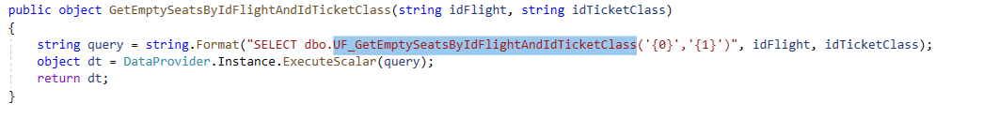 public object GetEmptySeatsByIdFlightAndIdTicketClass(string idFlight, string idTicketClass)
{
    string query = string.Format("SELECT dbo.UF_GetEmptySeatsByIdFlightAndIdTicketClass('{0}','{1}')", idFlight, idTicketClass);
    object dt = DataProvider.Instance.ExecuteScalar(query);
    return dt;
}